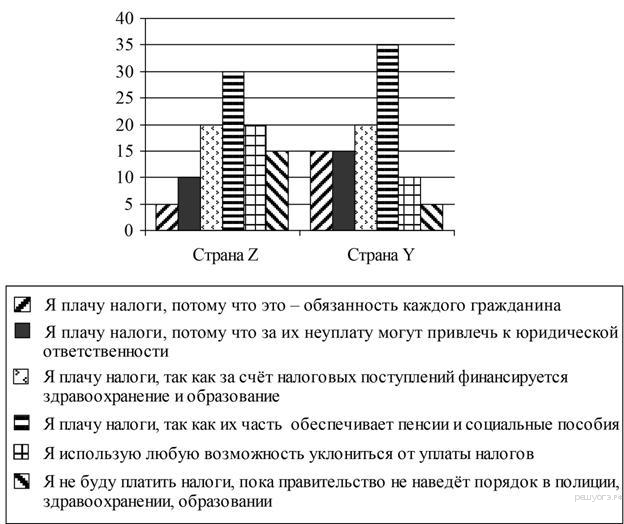 40
35
30
25
20
15
10
5
0
Страна Z Страна Y
Я плачу налоги, потому что это – обязанность каждого гражданина
Я плачу налоги, потому что за их неуплату могут привлечь к юридической
ответственности
Я плачу налоги, так как за счёт налоговых поступлений финансируется
здравоохранение и образование
Я плачу налоги, так как их часть обеспечивает пенсии и социальные пособия
Я использую любую возможность уклониться от уплаты налогов
Я не буду платить налоги, пока правительство не наведёт порядок в полиции,
здравоохранении, образовании
решуогэ.рф